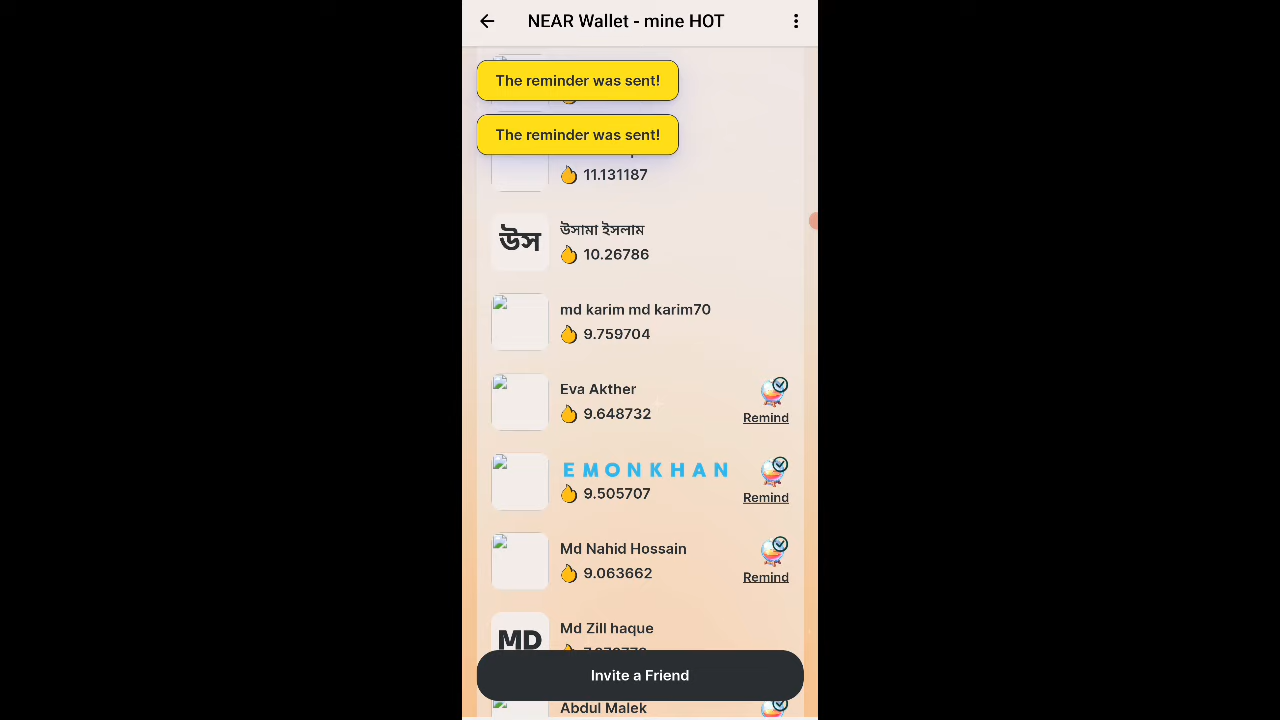 NEAR Wallet - mine HOT
The reminder was sent!
The reminder was sent!
11.131187
উস
উসামা ইসলাম
10.26786
md karim md karim70
9.759704
Eva Akther
9.648732
Remind
E M O N K H A N
9.505707
Remind
Md Nahid Hossain
9.063662
Remind
MD
Md Zill haque
Invite a Friend
Abdul Malek